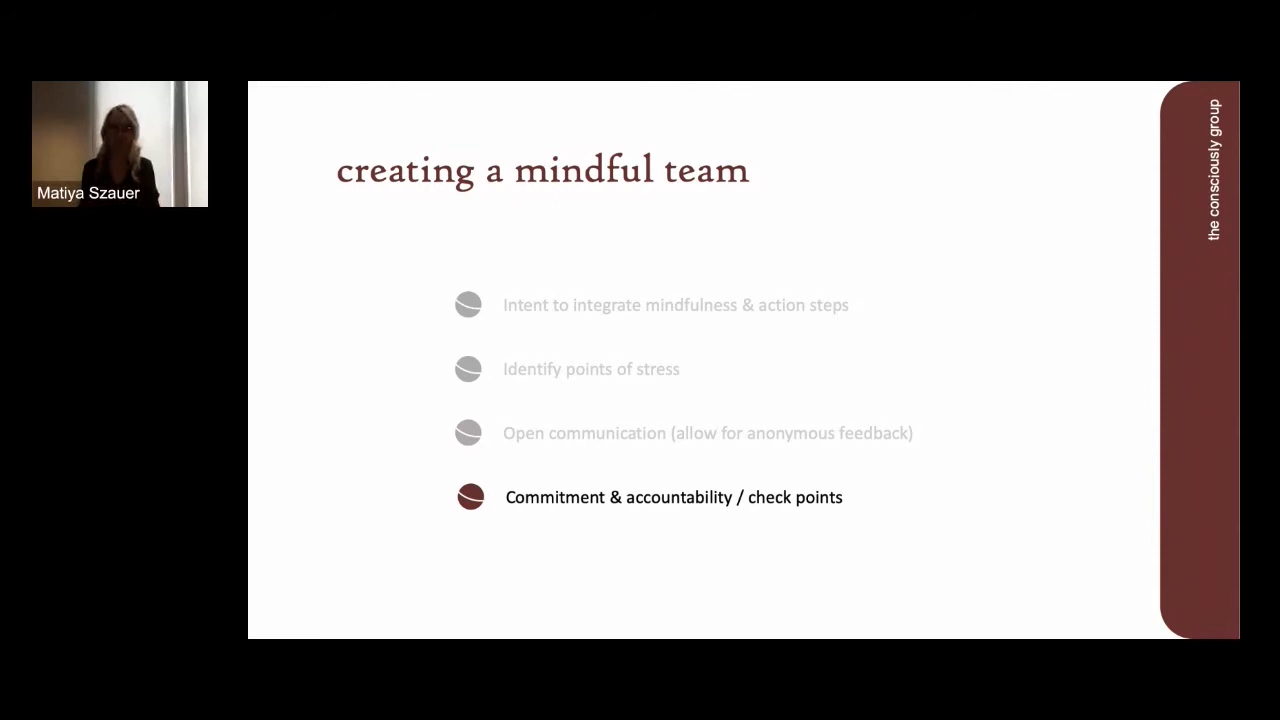 Matiya Szauer
creating a mindful team
Intent to integrate mindfulness & action steps
Identify points of stress
Open communication (allow for anonymous feedback)
Commitment & accountability / check points
the consciously group